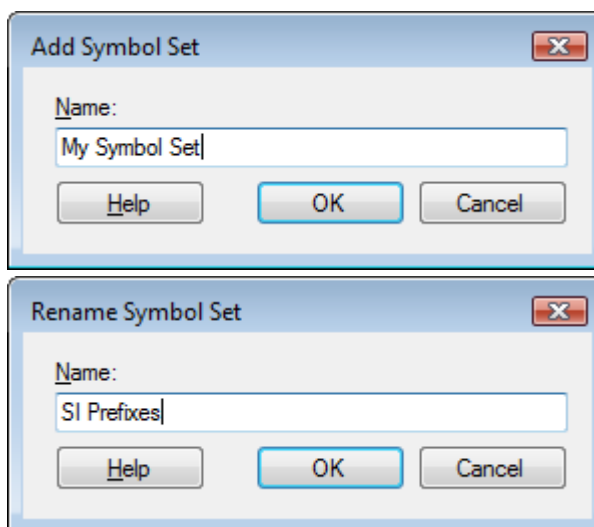 Add Symbol Set
Name:
My Symbol Set
Help OK Cancel
Rename Symbol Set
Name:
SI Prefixes
Help OK Cancel